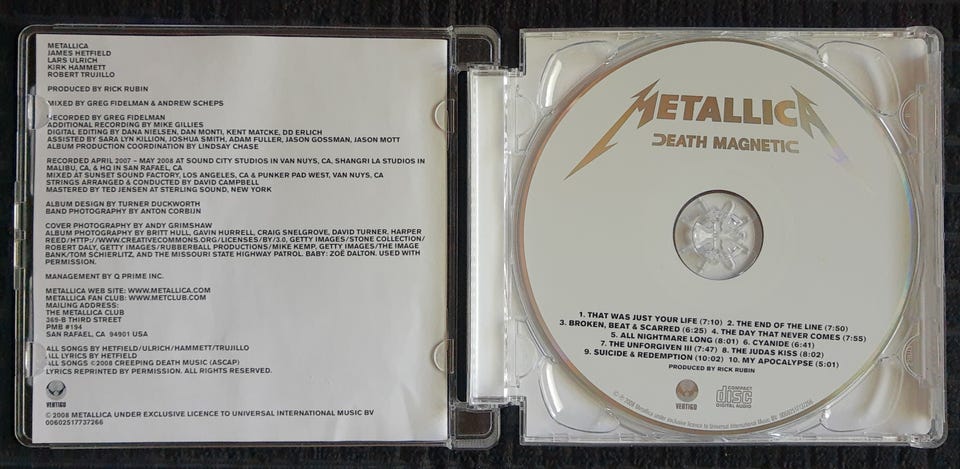 METALLICA
JAMES HETFIELD
LARS ULRICH
KIRK HAMMETT
ROBERT TRUJILLO
PRODUCED BY RICK RUBIN
MIXED BY GREG FIDELMAN & ANDREW SCHEPS
RECORDED BY GREG FIDELMAN
ADDITIONAL RECORDING BY MIKE GILLIES
DIGITAL EDITING BY DANA NIELSEN, DAN MONTI, KENT MATCKE, DD ERLICH
ASSISTED BY SARA LYN KILLION, JOSHUA SMITH, ADAM FULLER, JASON GOSSMAN, JASON MOTT
ALBUM PRODUCTION COORDINATION BY LINDSAY CHASE
RECORDED APRIL 2007 – MAY 2008 AT SOUND CITY STUDIOS IN VAN NUYS, CA, SHANGRI LA STUDIOS IN
MALIBU, CA, & HQ IN SAN RAFAEL, CA
MIXED AT SUNSET SOUND FACTORY, LOS ANGELES, CA & PUNKER PAD WEST, VAN NUYS, CA
STRINGS ARRANGED & CONDUCTED BY DAVID CAMPBELL
MASTERED BY TED JENSEN AT STERLING SOUND, NEW YORK
ALBUM DESIGN BY TURNER DUCKWORTH
BAND PHOTOGRAPHY BY ANTON CORBIJN
COVER PHOTOGRAPHY BY ANDY GRIMSHAW
ALBUM PHOTOGRAPHY BY BRITT HULL, GAVIN HURRELL, CRAIG SNELGROVE, DAVID TURNER, HARPER
REED/HTTP://WWW.CREATIVECOMMONS.ORG/LICENSES/BY/3.0, GETTY IMAGES/STONE COLLECTION/
ROBERT DALY, GETTY IMAGES/RUBBERBALL PRODUCTIONS/MIKE KEMP, GETTY IMAGES/THE IMAGE
BANK/TOM SCHIERLITZ, AND THE MISSOURI STATE HIGHWAY PATROL. BABY: ZOË DALTON. USED WITH
PERMISSION.
MANAGEMENT BY Q PRIME INC.
METALLICA WEB SITE: WWW.METALLICA.COM
METALLICA FAN CLUB: WWW.METCLUB.COM
MAILING ADDRESS:
THE METALLICA CLUB
369-B THIRD STREET
PMB #194
SAN RAFAEL, CA 94901 USA
ALL SONGS BY HETFIELD/ULRICH/HAMMETT/TRUJILLO
ALL LYRICS BY HETFIELD
ALL SONGS ©2008 CREEPING DEATH MUSIC (ASCAP)
LYRICS REPRINTED BY PERMISSION. ALL RIGHTS RESERVED.
VERTIGO
© 2008 METALLICA UNDER EXCLUSIVE LICENCE TO UNIVERSAL INTERNATIONAL MUSIC BV
00602517737266
METALLICA
DEATH MAGNETIC
1. THAT WAS JUST YOUR LIFE (7:10) 2. THE END OF THE LINE (7:50)
3. BROKEN, BEAT & SCARRED (6:25) 4. THE DAY THAT NEVER COMES (7:55)
5. ALL NIGHTMARE LONG (8:01) 6. CYANIDE (6:41)
7. THE UNFORGIVEN III (7:47) 8. THE JUDAS KISS (8:02)
9. SUICIDE & REDEMPTION (10:02) 10. MY APOCALYPSE (5:01)
PRODUCED BY RICK RUBIN
VERTIGO
COMPACT
disc
DIGITAL AUDIO
2008 Metallica under exclusive licence to Universal International Music BV 00602517737266